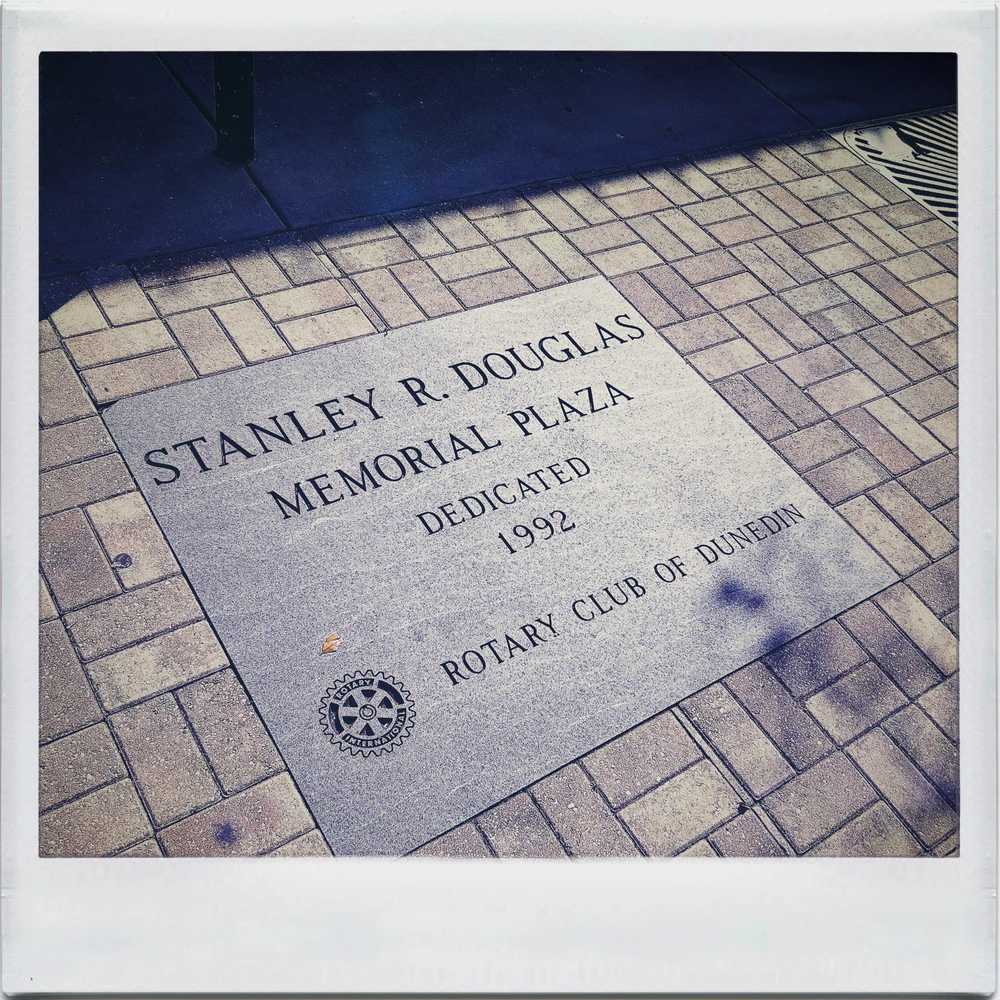 STANLEY R. DOUGLAS
MEMORIAL PLAZA
DEDICATED
1992
ROTARY CLUB OF DUNEDIN
ROTARY
INTERNATIONAL